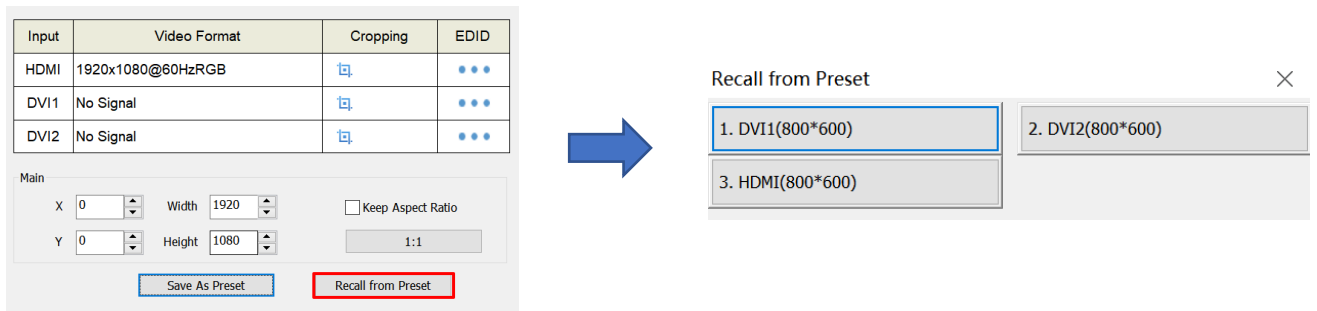 Input Video Format Cropping EDID
HDMI 1920x1080@60HzRGB
DVI1 No Signal
DVI2 No Signal
Main
X 0 Width 1920 Keep Aspect Ratio
Y 0 Height 1080 1:1
Save As Preset Recall from Preset
Recall from Preset
1. DVI1(800*600) 2. DVI2(800*600)
3. HDMI(800*600)